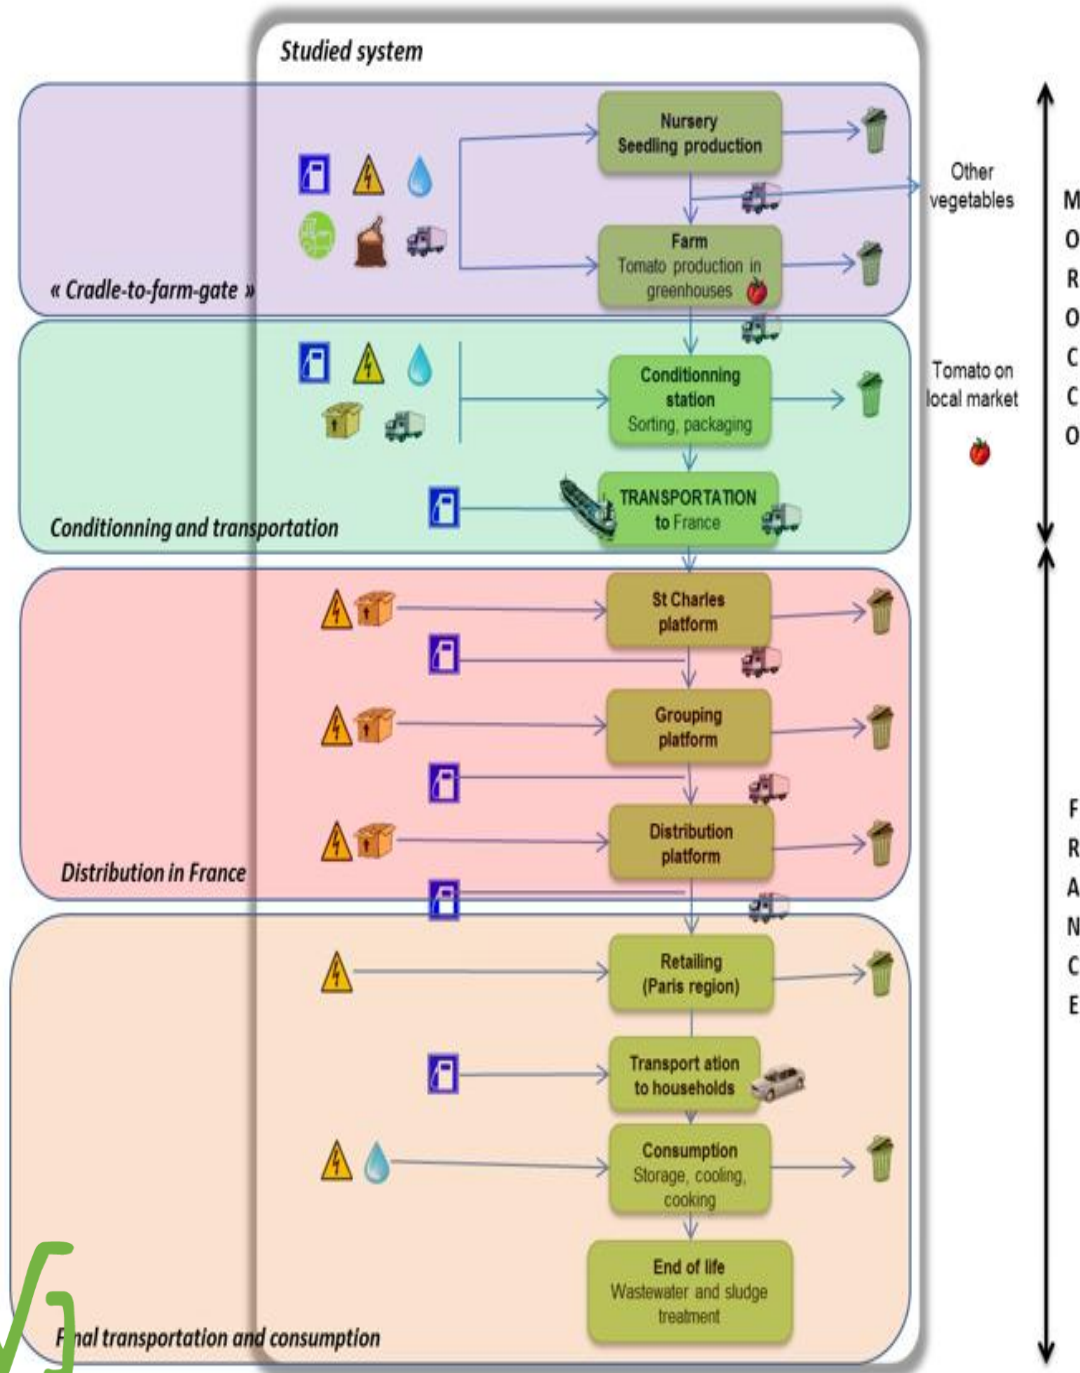 Studied system
Nursery
Seedling production
Other
vegetables
Farm
Tomato production in
greenhouses
« Cradle-to-farm-gate »
MOROCCO
Conditionning
station
Sorting, packaging
Tomato on
local market
TRANSPORTATION
to France
Conditionning and transportation
St Charles
platform
Grouping
platform
Distribution
platform
Distribution in France
FRANCE
Retailing
(Paris region)
Transport ation
to households
Consumption
Storage, cooling,
cooking
End of life
Wastewater and sludge
treatment
Final transportation and consumption